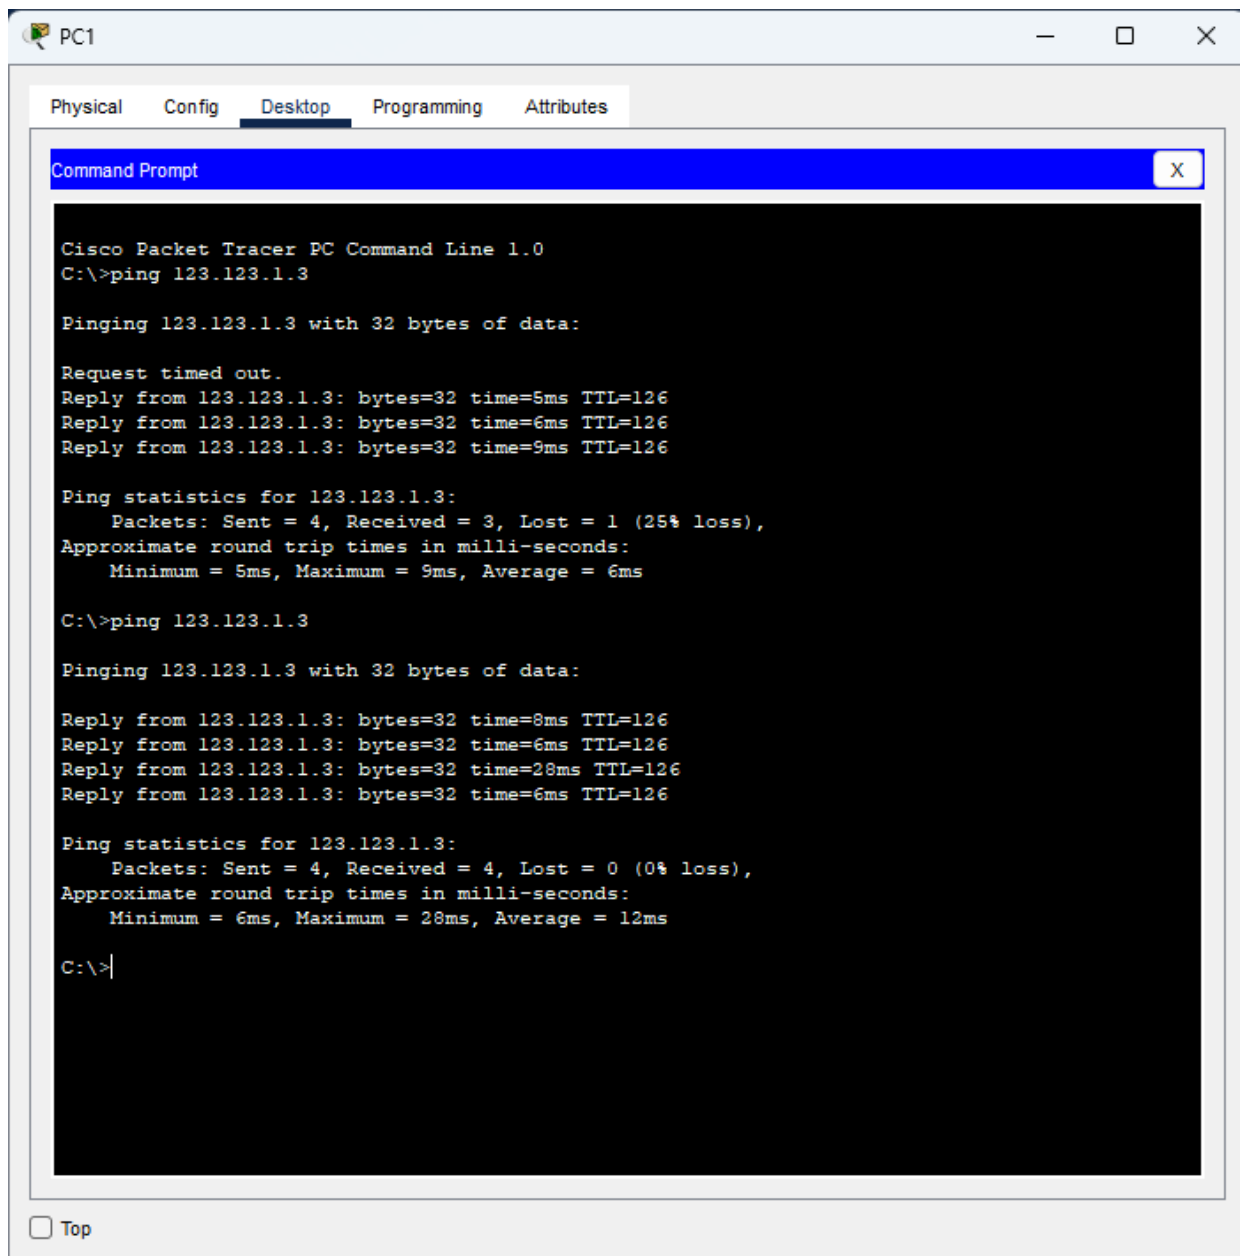 PC1
Physical Config Desktop Programming Attributes
Command Prompt X
Cisco Packet Tracer PC Command Line 1.0
C:\>ping 123.123.1.3
Pinging 123.123.1.3 with 32 bytes of data:
Request timed out.
Reply from 123.123.1.3: bytes=32 time=5ms TTL=126
Reply from 123.123.1.3: bytes=32 time=6ms TTL=126
Reply from 123.123.1.3: bytes=32 time=9ms TTL=126
Ping statistics for 123.123.1.3:
    Packets: Sent = 4, Received = 3, Lost = 1 (25% loss),
Approximate round trip times in milli-seconds:
    Minimum = 5ms, Maximum = 9ms, Average = 6ms
C:\>ping 123.123.1.3
Pinging 123.123.1.3 with 32 bytes of data:
Reply from 123.123.1.3: bytes=32 time=8ms TTL=126
Reply from 123.123.1.3: bytes=32 time=6ms TTL=126
Reply from 123.123.1.3: bytes=32 time=28ms TTL=126
Reply from 123.123.1.3: bytes=32 time=6ms TTL=126
Ping statistics for 123.123.1.3:
    Packets: Sent = 4, Received = 4, Lost = 0 (0% loss),
Approximate round trip times in milli-seconds:
    Minimum = 6ms, Maximum = 28ms, Average = 12ms
C:\>
Top